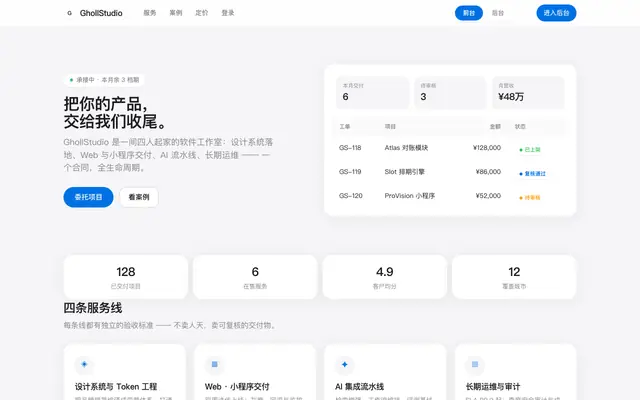 G GhollStudio 服务 案例 定价 登录 前台 后台 进入后台
承接中 · 本月余 3 档期
把你的产品，
交给我们收尾。
GhollStudio 是一间四人起家的软件工作室：设计系统落
地、Web 与小程序交付、AI 流水线、长期运维 —— 一
个合同，全生命周期。
委托项目 看案例
本月交付 待审核 月营收
6 3 ¥48万
工单 项目 金额 状态
GS-118 Atlas 对账模块 ¥128,000 已上线
GS-119 Slot 排期引擎 ¥86,000 复核通过
GS-120 ProVision 小程序 ¥52,000 待审核
128 6 4.9 12
已交付项目 在售服务 客户均分 覆盖城市
四条服务线
每条线都有独立的验收标准 —— 不卖人天，卖可复核的交付物。
设计系统与 Token 工程 Web · 小程序交付 AI 集成流水线 长期运维与审计